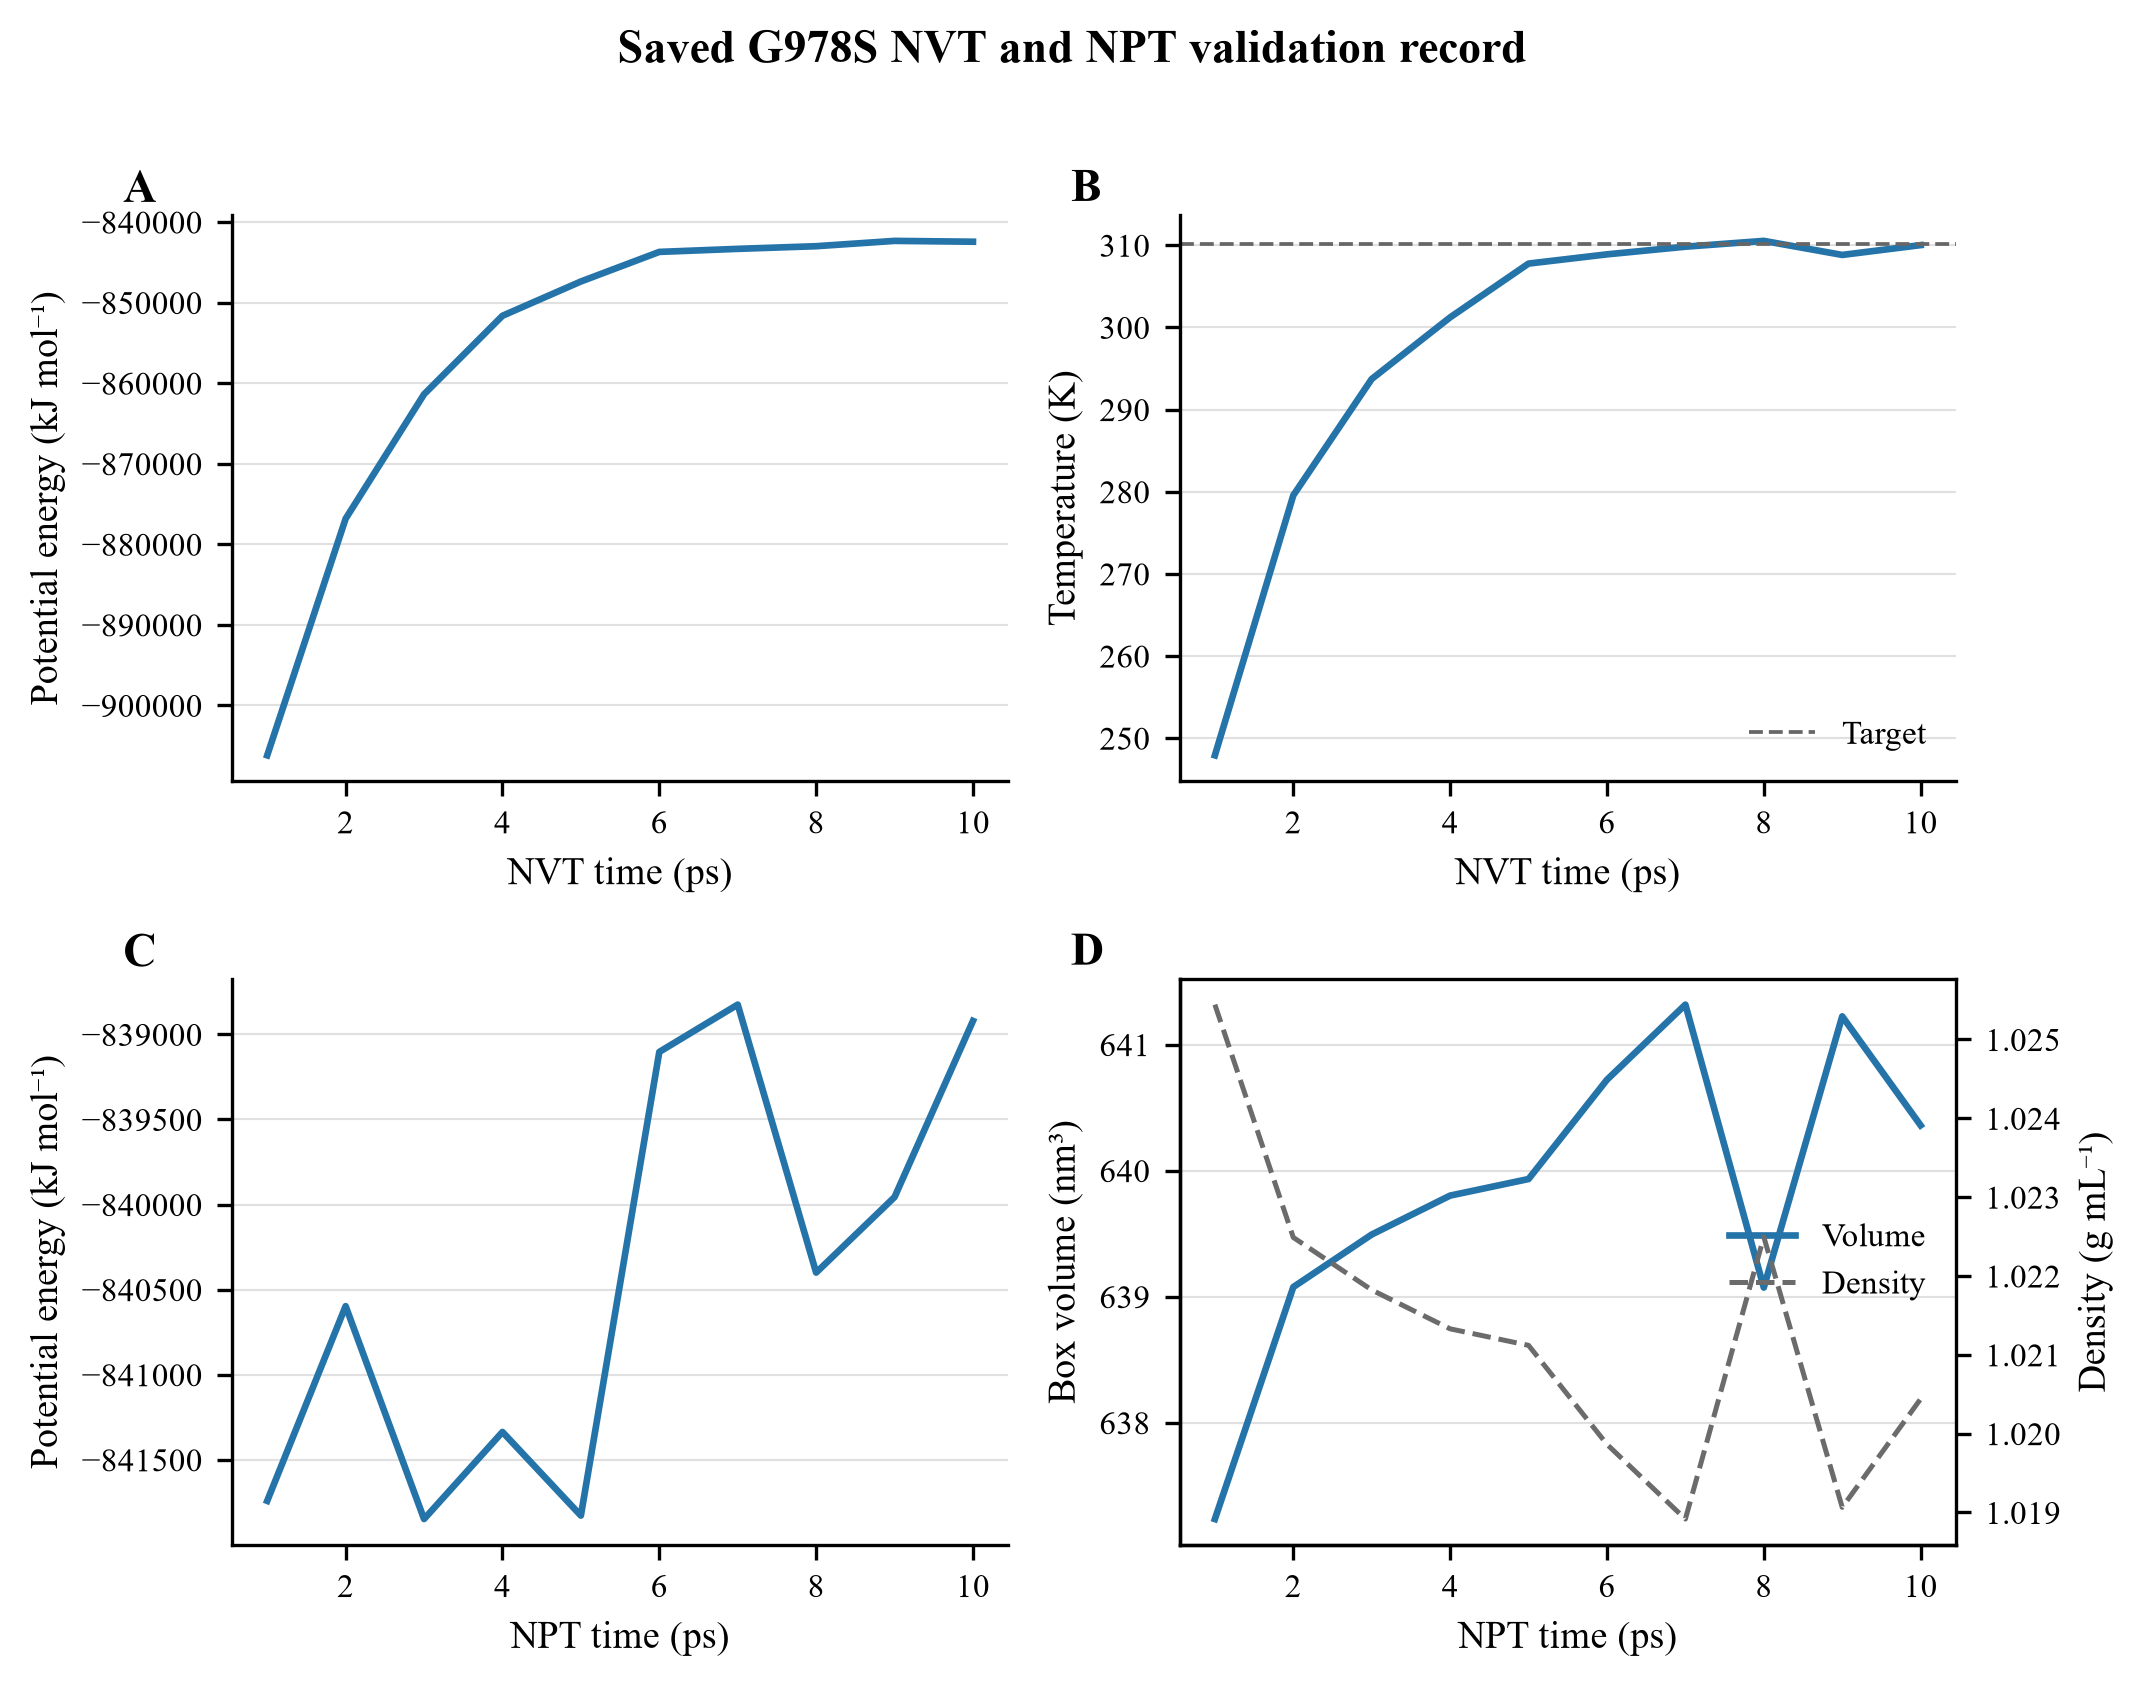 Saved G978S NVT and NPT validation record
A
−840000
−850000
−860000
−870000
−880000
−890000
−900000
Potential energy (kJ mol⁻¹)
2 4 6 8 10
NVT time (ps)
B
310
300
290
280
270
260
250
Temperature (K)
Target
2 4 6 8 10
NVT time (ps)
C
−839000
−839500
−840000
−840500
−841000
−841500
Potential energy (kJ mol⁻¹)
2 4 6 8 10
NPT time (ps)
D
641
640
639
638
Box volume (nm³)
Volume
Density
1.025
1.024
1.023
1.022
1.021
1.020
1.019
Density (g mL⁻¹)
2 4 6 8 10
NPT time (ps)